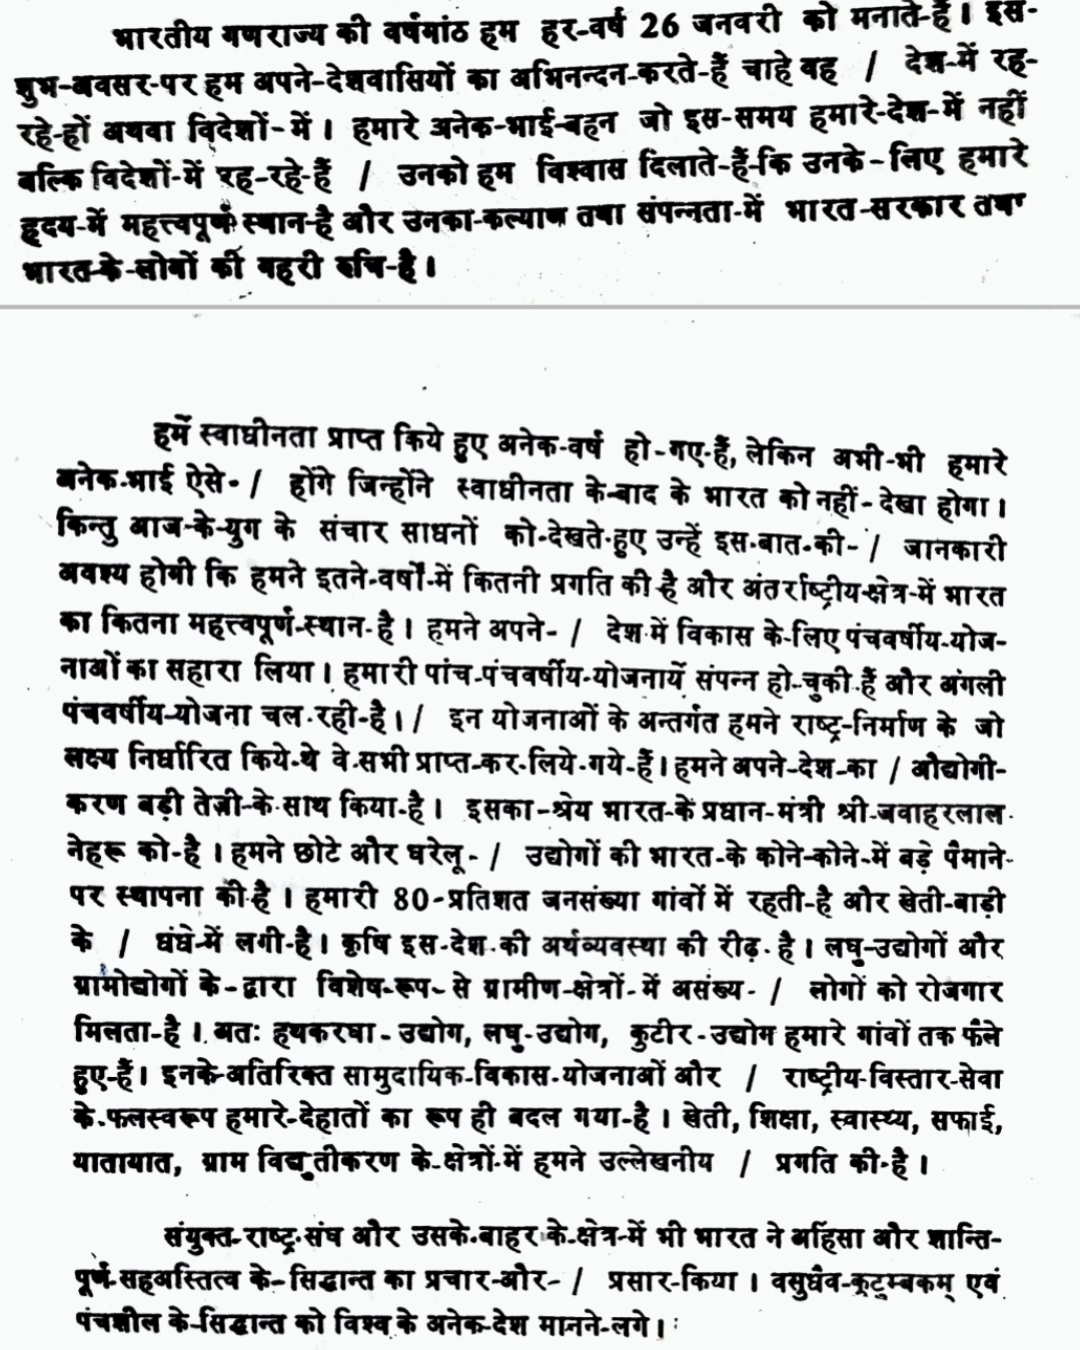 भारतीय गणराज्य की वर्षगांठ हम हर-वर्ष 26 जनवरी को मनाते-हैं। इस-
शुभ-अवसर-पर हम अपने-देशवासियों का अभिनन्दन-करते-हैं चाहे वह / देश-में रह-
रहे-हों अथवा विदेशों-में। हमारे अनेक-भाई-बहन जो इस-समय हमारे-देश-में नहीं
बल्कि विदेशों-में रह-रहे-हैं / उनको हम विश्वास दिलाते-हैं-कि उनके-लिए हमारे
हृदय-में महत्त्वपूर्ण स्थान-है और उनका-कल्याण तथा संपन्नता-में भारत-सरकार तथा
भारत-के-लोगों की गहरी रुचि-है।
हमें स्वाधीनता प्राप्त किये हुए अनेक-वर्ष हो-गए-हैं, लेकिन अभी-भी हमारे
अनेक-भाई ऐसे- / होंगे जिन्होंने स्वाधीनता के-बाद के भारत को नहीं-देखा होगा।
किन्तु आज-के-युग के संचार साधनों को-देखते-हुए उन्हें इस-बात-की- / जानकारी
अवश्य होगी कि हमने इतने-वर्षों-में कितनी प्रगति की-है और अंतर्राष्ट्रीय-क्षेत्र-में भारत
का कितना महत्त्वपूर्ण-स्थान-है। हमने अपने- / देश-में विकास के-लिए पंचवर्षीय-योज-
नाओं का सहारा लिया। हमारी पांच-पंचवर्षीय-योजनायें संपन्न हो-चुकी-हैं और अगली
पंचवर्षीय-योजना चल-रही-है। / इन योजनाओं के अन्तर्गत हमने राष्ट्र-निर्माण के जो
लक्ष्य निर्धारित किये-थे वे-सभी प्राप्त-कर-लिये-गये-हैं। हमने अपने-देश-का / औद्योगी-
करण बड़ी तेज़ी-के-साथ किया-है। इसका-श्रेय भारत-के प्रधान-मंत्री श्री-जवाहरलाल-
नेहरू को-है। हमने छोटे और घरेलू- / उद्योगों की भारत-के कोने-कोने-में बड़े पैमाने-
पर स्थापना की-है। हमारी 80-प्रतिशत जनसंख्या गांवों में रहती-है और खेती-बाड़ी
के / धंधे-में लगी-है। कृषि इस-देश-की अर्थव्यवस्था की रीढ़-है। लघु-उद्योगों और
ग्रामोद्योगों के-द्वारा विशेष-रूप-से ग्रामीण-क्षेत्रों-में असंख्य- / लोगों को रोजगार
मिलता-है। अतः हथकरघा-उद्योग, लघु-उद्योग, कुटीर-उद्योग हमारे गांवों तक फैले
हुए-हैं। इनके-अतिरिक्त सामुदायिक-विकास-योजनाओं और / राष्ट्रीय-विस्तार-सेवा
के-फलस्वरूप हमारे-देहातों का रूप ही बदल गया-है। खेती, शिक्षा, स्वास्थ्य, सफाई,
यातायात, ग्राम विद्युतीकरण के-क्षेत्रों-में हमने उल्लेखनीय / प्रगति की-है।
संयुक्त-राष्ट्र-संघ और उसके-बाहर के-क्षेत्र-में भी भारत ने अहिंसा और शान्ति-
पूर्ण-सहअस्तित्व के-सिद्धान्त का प्रचार-और- / प्रसार-किया। वसुधैव-कुटुम्बकम् एवं
पंचशील के-सिद्धान्त को विश्व के अनेक-देश मानने-लगे।